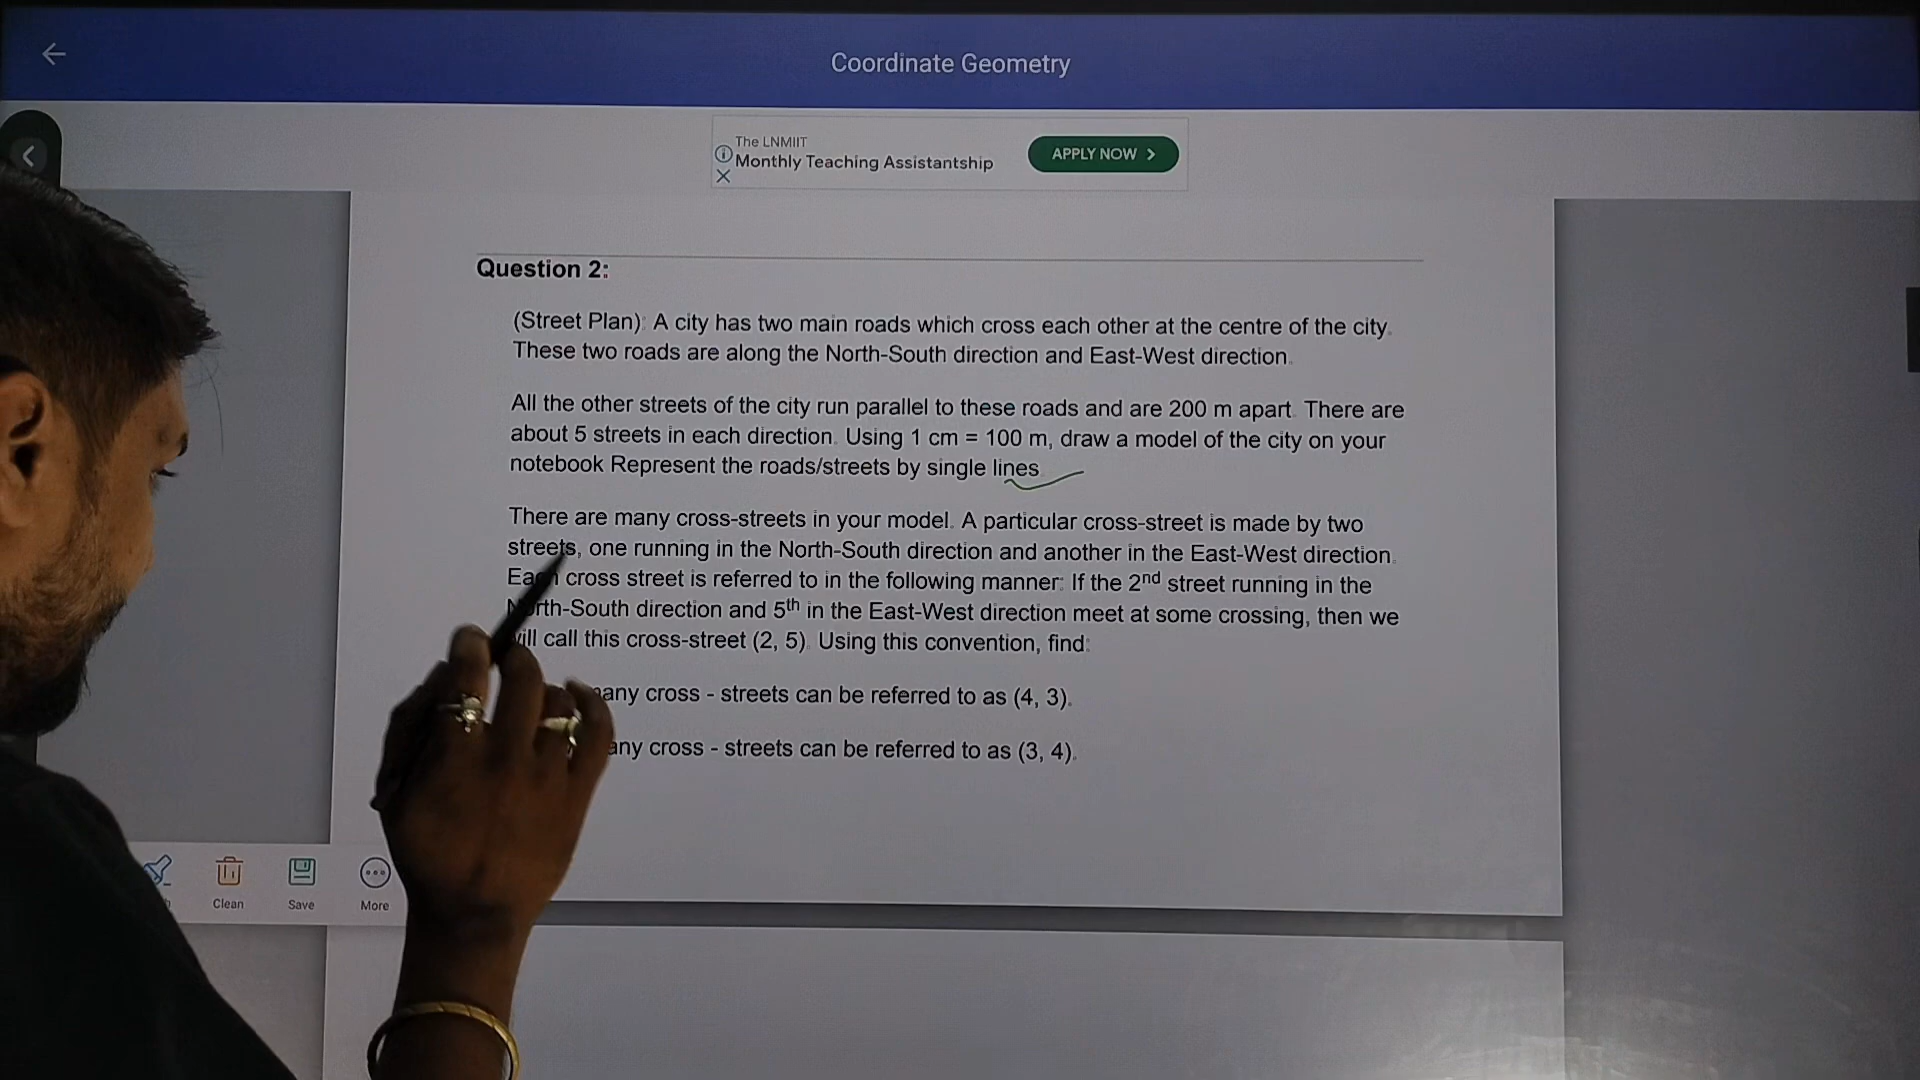 Coordinate Geometry
The LNMIIT
Monthly Teaching Assistantship
APPLY NOW
Question 2:
(Street Plan): A city has two main roads which cross each other at the centre of the city.
These two roads are along the North-South direction and East-West direction.
All the other streets of the city run parallel to these roads and are 200 m apart. There are
about 5 streets in each direction. Using 1 cm = 100 m, draw a model of the city on your
notebook Represent the roads/streets by single lines.
There are many cross-streets in your model. A particular cross-street is made by two
streets, one running in the North-South direction and another in the East-West direction.
Each cross street is referred to in the following manner: If the 2nd street running in the
North-South direction and 5th in the East-West direction meet at some crossing, then we
will call this cross-street (2, 5). Using this convention, find:
many cross - streets can be referred to as (4, 3).
many cross - streets can be referred to as (3, 4).
Clean
Save
More